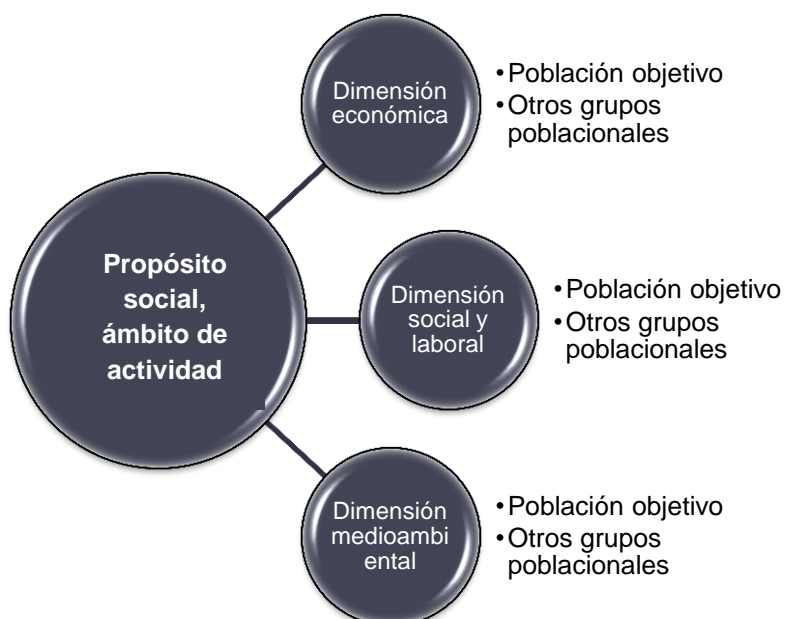 Dimensión
económica
•Población objetivo
•Otros grupos
poblacionales
Propósito
social,
ámbito de
actividad
Dimensión
social y
laboral
•Población objetivo
•Otros grupos
poblacionales
Dimensión
medioambi
ental
•Población objetivo
•Otros grupos
poblacionales